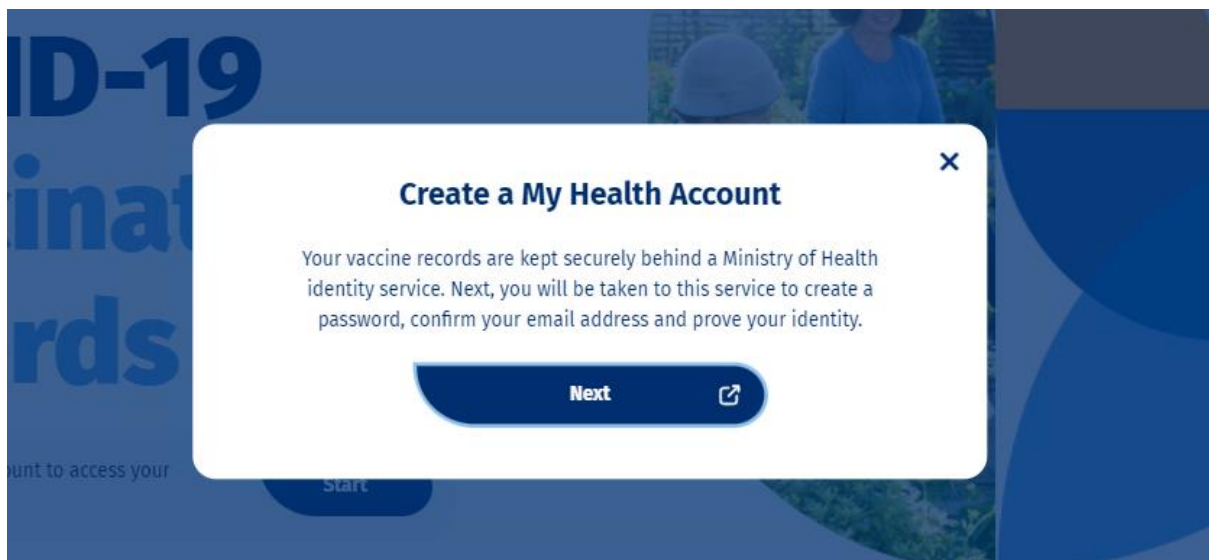 ID-19
cinat
rds
Create a My Health Account
Your vaccine records are kept securely behind a Ministry of Health
identity service. Next, you will be taken to this service to create a
password, confirm your email address and prove your identity.
Next
ount to access your
Start